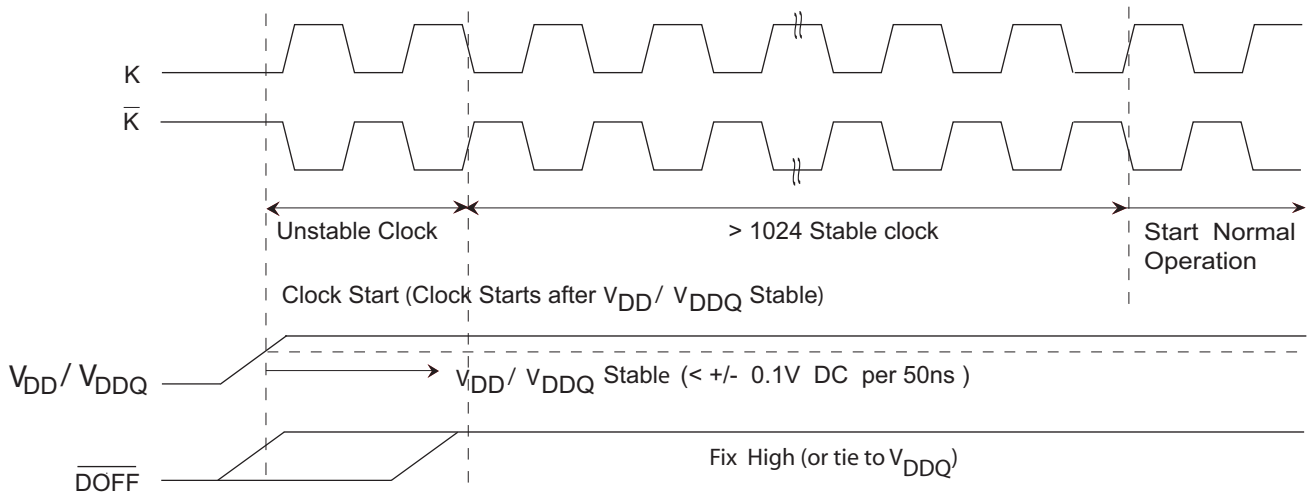 K
K
Unstable Clock
> 1024 Stable clock
Start Normal
Operation
Clock Start (Clock Starts after VDD / VDDQ Stable)
VDD / VDDQ
VDD / VDDQ Stable (< +/- 0.1V DC per 50ns )
DOFF
Fix High (or tie to VDDQ)